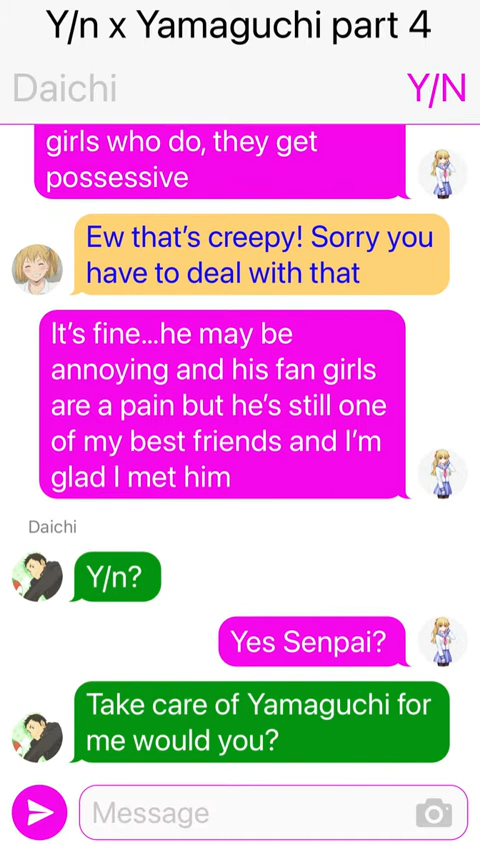 Y/n x Yamaguchi part 4
Daichi
Y/N
girls who do, they get
possessive
Ew that's creepy! Sorry you
have to deal with that
It's fine...he may be
annoying and his fan girls
are a pain but he's still one
of my best friends and I'm
glad I met him
Daichi
Y/n?
Yes Senpai?
Take care of Yamaguchi for
me would you?
Message